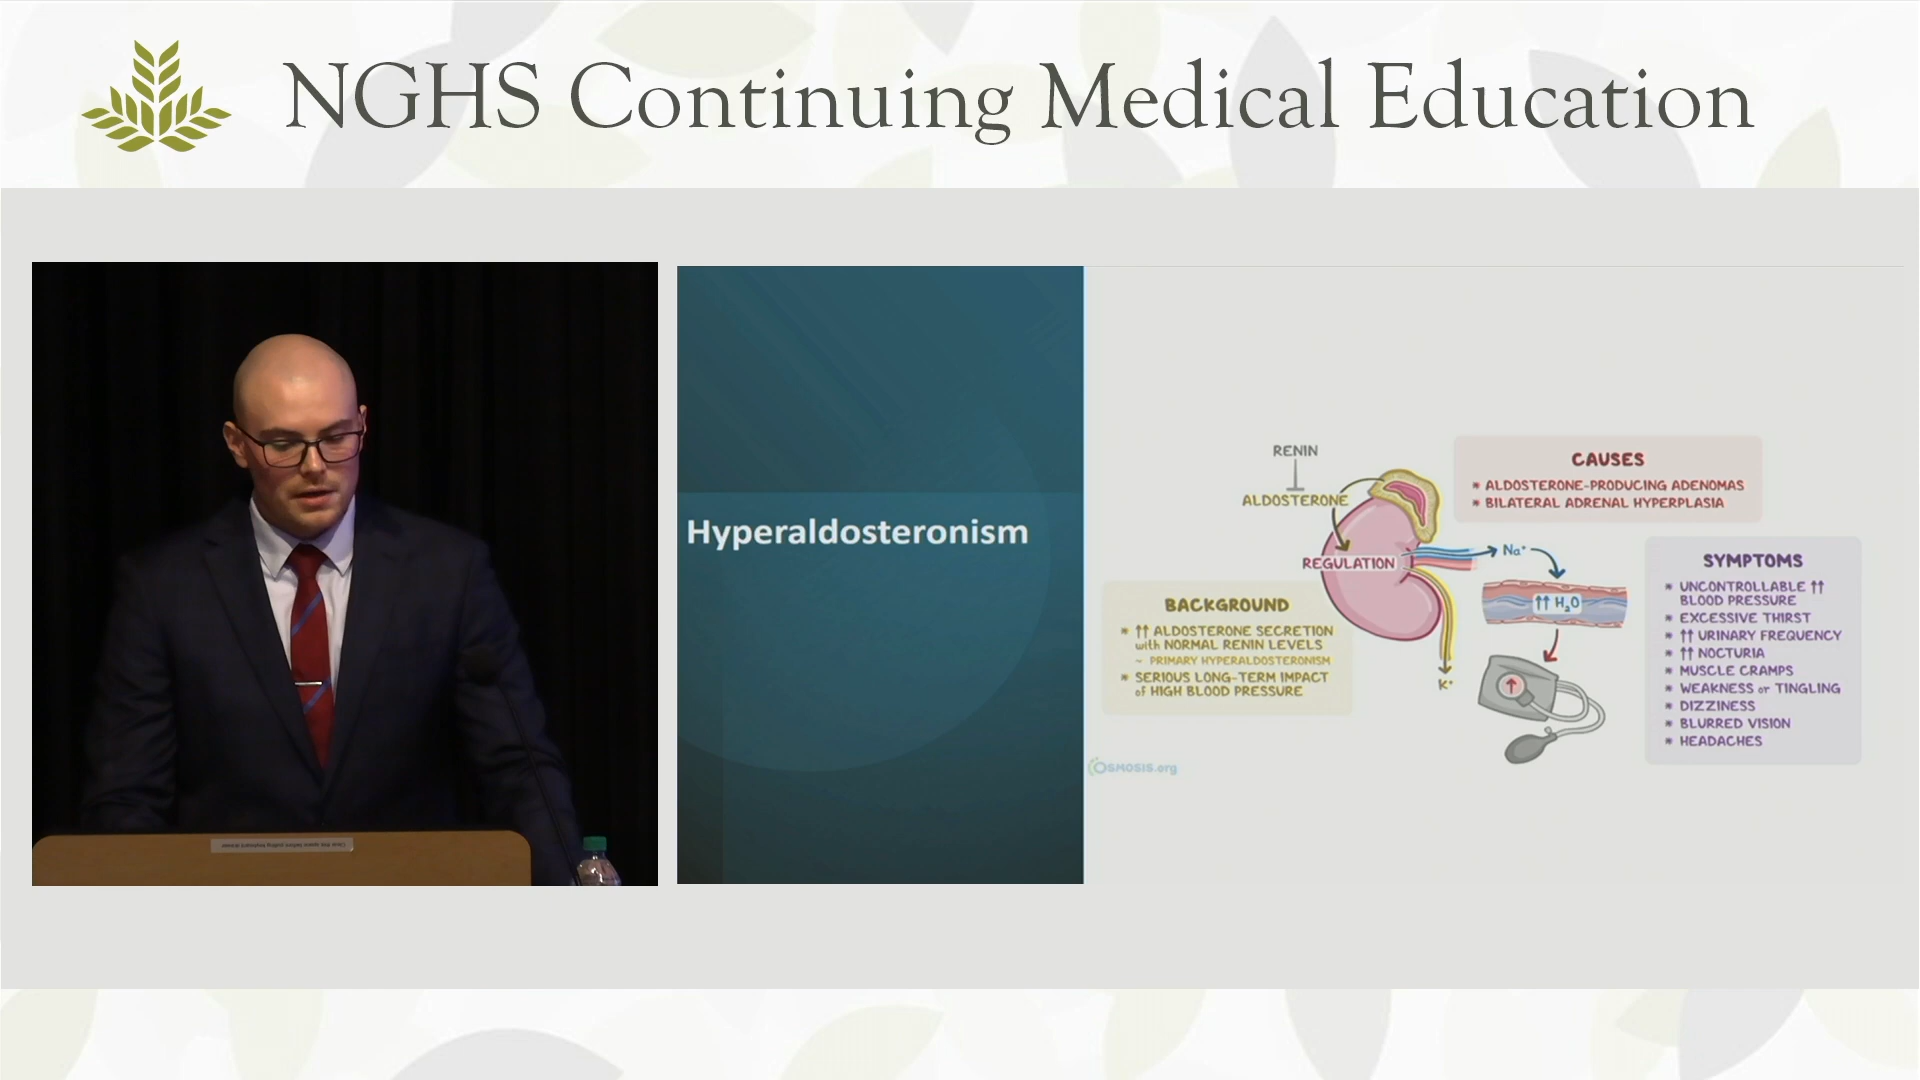 NGHS Continuing Medical Education
Hyperaldosteronism
RENIN
ALDOSTERONE
REGULATION
CAUSES
* ALDOSTERONE-PRODUCING ADENOMAS
* BILATERAL ADRENAL HYPERPLASIA
Na⁺
↑↑ H₂O
K⁺
BACKGROUND
* ↑↑ ALDOSTERONE SECRETION
with NORMAL RENIN LEVELS
~ PRIMARY HYPERALDOSTERONISM
* SERIOUS LONG-TERM IMPACT
of HIGH BLOOD PRESSURE
SYMPTOMS
* UNCONTROLLABLE ↑↑
BLOOD PRESSURE
* EXCESSIVE THIRST
* ↑↑ URINARY FREQUENCY
* ↑↑ NOCTURIA
* MUSCLE CRAMPS
* WEAKNESS or TINGLING
* DIZZINESS
* BLURRED VISION
* HEADACHES
OSMOSIS.org